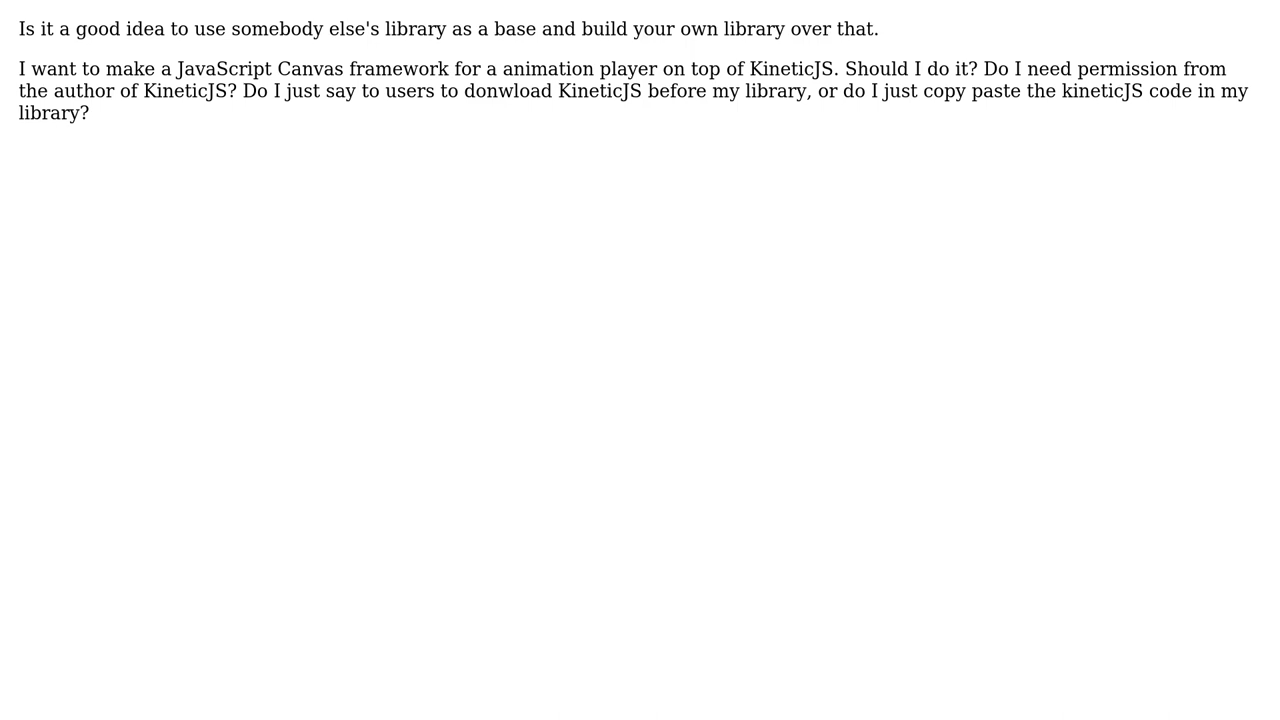 Is it a good idea to use somebody else's library as a base and build your own library over that.
I want to make a JavaScript Canvas framework for a animation player on top of KineticJS. Should I do it? Do I need permission from
the author of KineticJS? Do I just say to users to donwload KineticJS before my library, or do I just copy paste the kineticJS code in my
library?